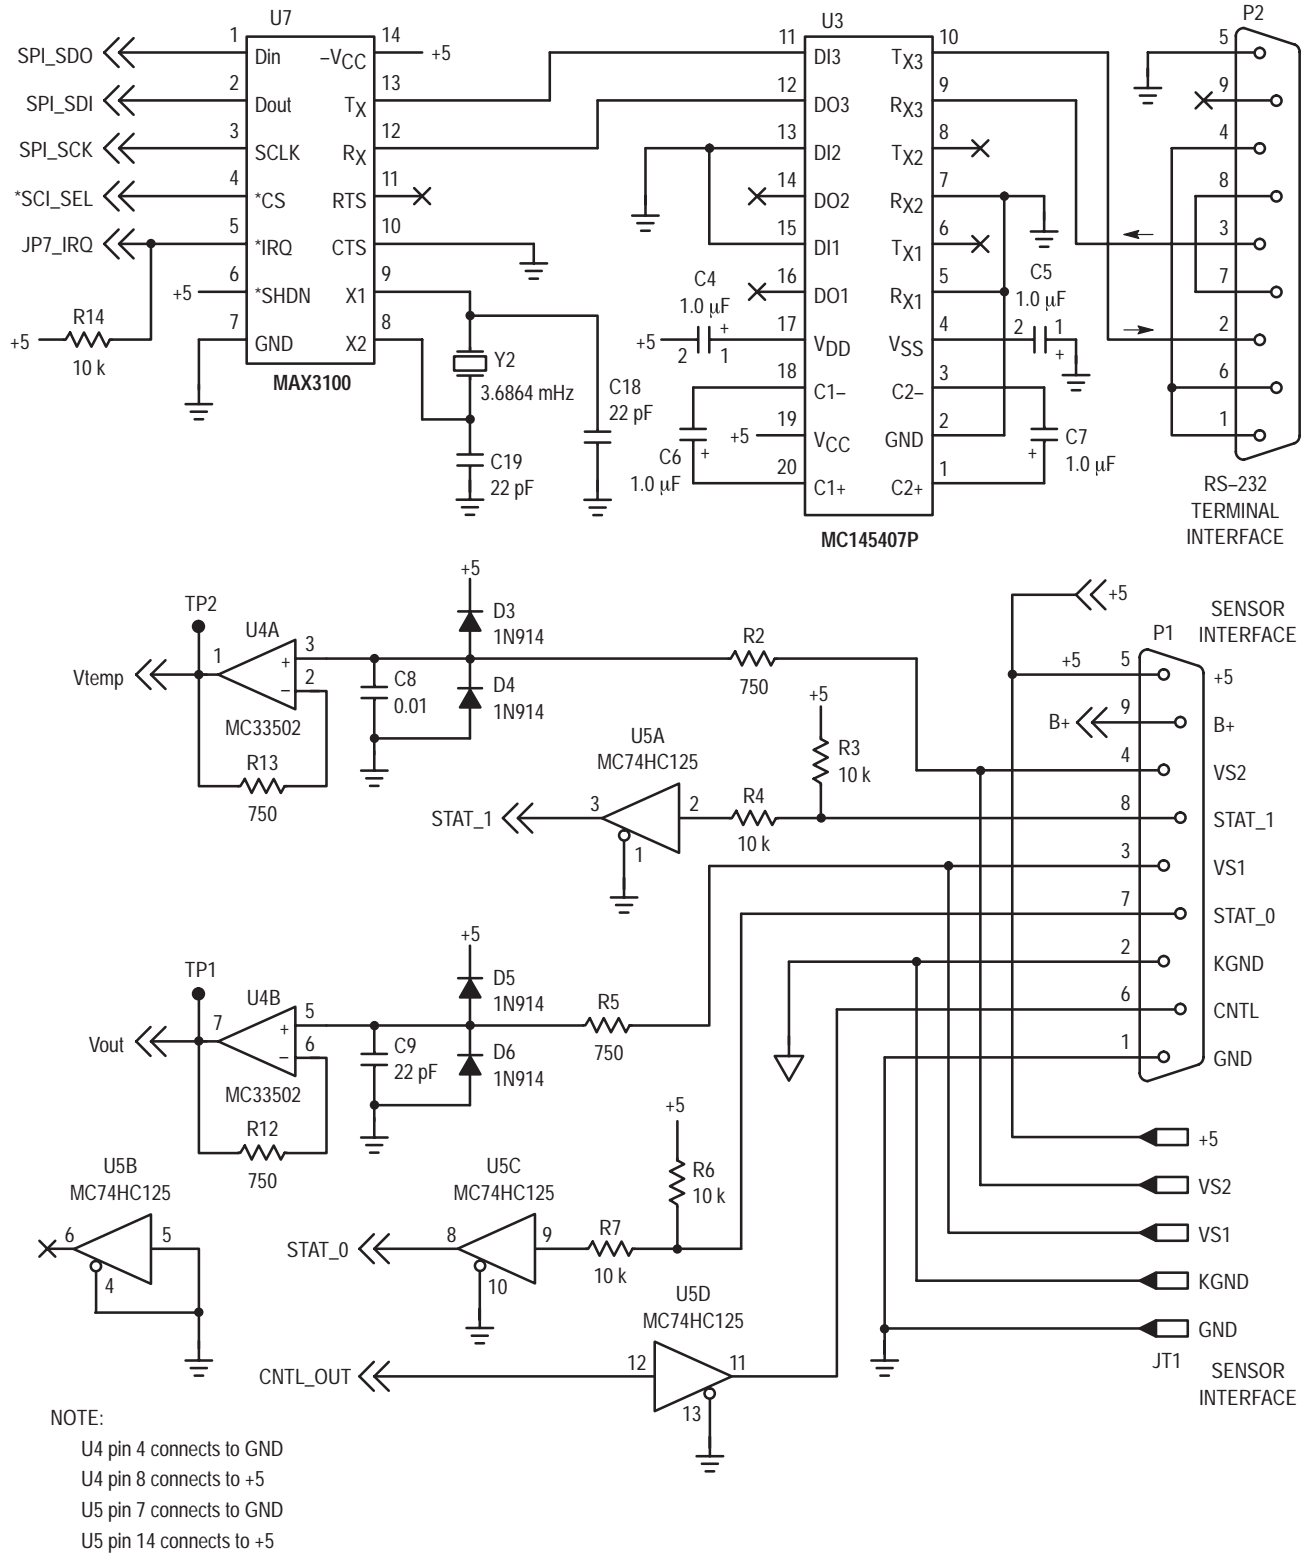 U7
SPI_SDO
1
Din
–VCC
14
+5
SPI_SDI
2
Dout
TX
13
SPI_SCK
3
SCLK
RX
12
*SCI_SEL
4
*CS
RTS
11
JP7_IRQ
5
*IRQ
CTS
10
+5
6
*SHDN
X1
9
7
GND
X2
8
MAX3100
+5
R14
10 k
Y2
3.6864 mHz
C18
22 pF
C19
22 pF
U3
11
DI3
TX3
10
12
DO3
RX3
9
13
DI2
TX2
8
14
DO2
RX2
7
15
DI1
TX1
6
16
DO1
RX1
5
17
VDD
VSS
4
18
C1–
C2–
3
+5
19
VCC
GND
2
20
C1+
C2+
1
MC145407P
C4
1.0 µF
+5
2
+
1
C5
1.0 µF
2
1
+
C6
1.0 µF
+
C7
1.0 µF
+
P2
5
9
4
8
3
7
2
6
1
RS–232
TERMINAL
INTERFACE
TP2
U4A
Vtemp
1
3
+
2
–
MC33502
R13
750
+5
D3
1N914
C8
0.01
D4
1N914
R2
750
U5A
MC74HC125
STAT_1
3
2
1
R4
10 k
+5
R3
10 k
+5
SENSOR
INTERFACE
P1
+5
5
+5
B+
9
B+
4
VS2
8
STAT_1
3
VS1
7
STAT_0
2
KGND
6
CNTL
1
GND
TP1
U4B
Vout
7
5
+
6
–
MC33502
R12
750
+5
D5
1N914
C9
22 pF
D6
1N914
R5
750
U5B
MC74HC125
6
5
4
U5C
MC74HC125
STAT_0
8
9
10
R7
10 k
+5
R6
10 k
U5D
MC74HC125
CNTL_OUT
12
11
13
+5
VS2
VS1
KGND
GND
JT1
SENSOR
INTERFACE
NOTE:
U4 pin 4 connects to GND
U4 pin 8 connects to +5
U5 pin 7 connects to GND
U5 pin 14 connects to +5